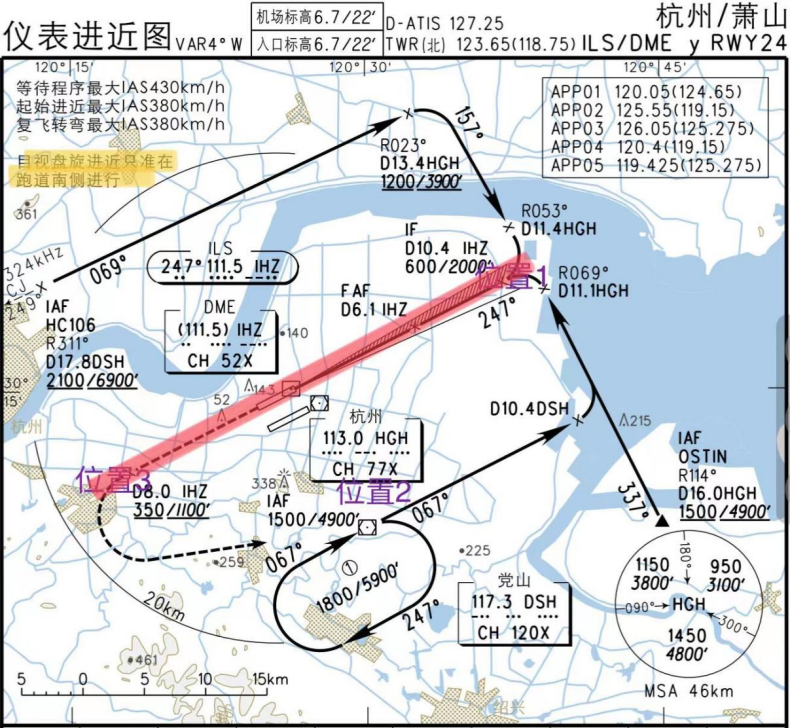 仪表进近图 VAR4°W
机场标高6.7/22'
入口标高6.7/22'
D-ATIS 127.25
TWR(北) 123.65(118.75)
杭州/萧山
ILS/DME y RWY24
120°15'
120°30'
120°45'
等待程序最大IAS430km/h
起始进近最大IAS380km/h
复飞转弯最大IAS380km/h
目视盘旋进近只准在
跑道南侧进行
APP01 120.05(124.65)
APP02 125.55(119.15)
APP03 126.05(125.275)
APP04 120.4(119.15)
APP05 119.425(125.275)
157°
R023°
D13.4HGH
1200/3900'
361
R053°
D11.4HGH
IF
D10.4 IHZ
600/2000'
位置1
R069°
D11.1HGH
324kHz
CJ
249°
069°
ILS
247° 111.5 IHZ
IAF
HC106
R311°
D17.8DSH
2100/6900'
DME
(111.5) IHZ
CH 52X
FAF
D6.1 IHZ
247°
140
30°
15'
143
52
杭州
杭州
113.0 HGH
CH 77X
D10.4DSH
215
IAF
OSTIN
R114°
D16.0HGH
1500/4900'
337°
位置3
D8.0 IHZ
350/1100'
338
位置2
IAF
1500/4900'
067°
067°
259
225
①
1800/5900'
247°
20km
党山
117.3 DSH
CH 120X
1150
3800'
180°
950
3100'
090°
HGH
300°
1450
4800'
MSA 46km
461
5 0 5 10 15km
绍兴